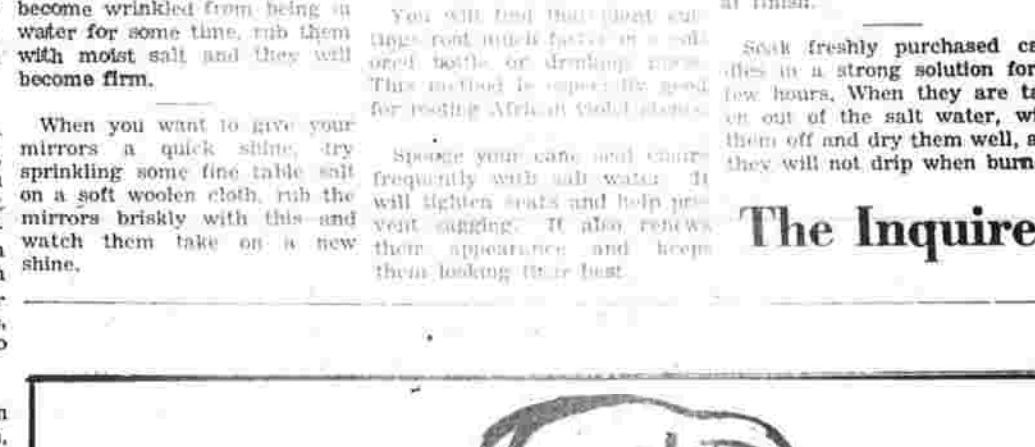 become wrinkled from being in
water for some time, rub them
with moist salt and they will
become firm.
When you want to give your
mirrors a quick shine, try
sprinkling some fine table salt
on a soft woolen cloth, rub the
mirrors briskly with this and
watch them take on a new
shine.
You will find that plant cut-
tings root much faster in a col-
ored bottle or drinking
This method is especially good
for rooting African violet
Sponge your cane seat chairs
frequently with salt water. It
will tighten seats and help pre-
vent sagging. It also renews
their appearance and keeps
them looking their best.
at finish.
Soak freshly purchased
in a strong solution for
few hours. When they are
out of the salt water,
them off and dry them well,
they will not drip when
The Inquire